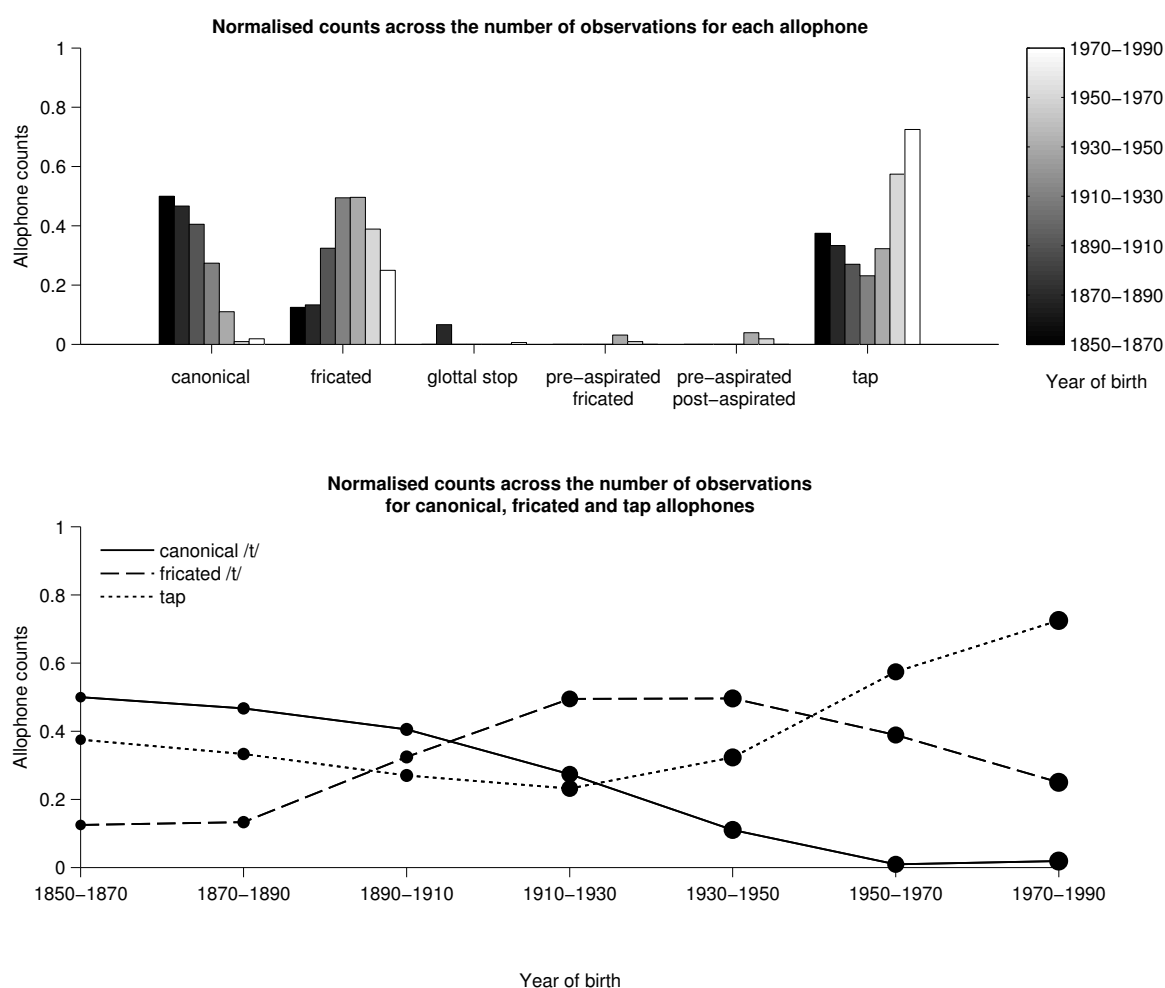 Normalised counts across the number of observations for each allophone
Allophone counts
1
0.8
0.6
0.4
0.2
0
canonical
fricated
glottal stop
pre−aspirated
fricated
pre−aspirated
post−aspirated
tap
1970−1990
1950−1970
1930−1950
1910−1930
1890−1910
1870−1890
1850−1870
Year of birth
Normalised counts across the number of observations
for canonical, fricated and tap allophones
Allophone counts
1
0.8
0.6
0.4
0.2
0
canonical /t/
fricated /t/
tap
1850−1870
1870−1890
1890−1910
1910−1930
1930−1950
1950−1970
1970−1990
Year of birth